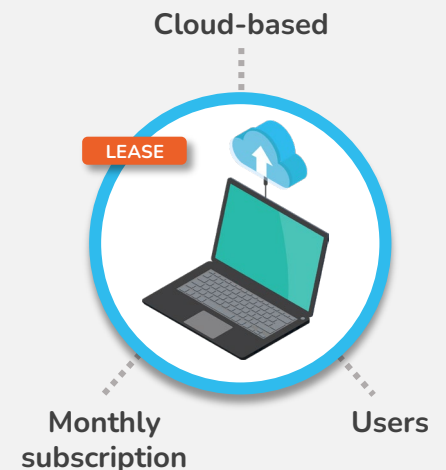 Cloud-based
LEASE
Monthly
subscription
Users